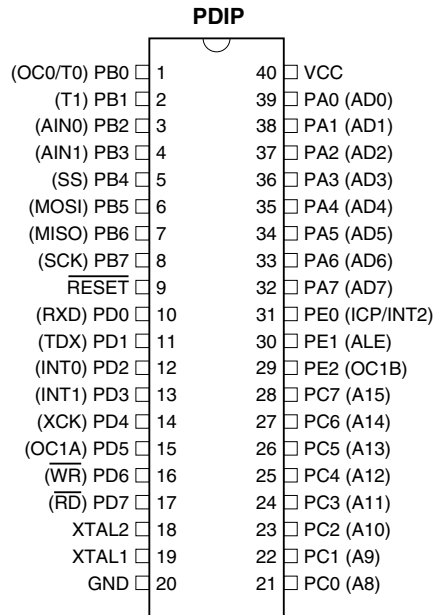 PDIP
(OC0/T0) PB0 1 40 VCC
(T1) PB1 2 39 PA0 (AD0)
(AIN0) PB2 3 38 PA1 (AD1)
(AIN1) PB3 4 37 PA2 (AD2)
(SS) PB4 5 36 PA3 (AD3)
(MOSI) PB5 6 35 PA4 (AD4)
(MISO) PB6 7 34 PA5 (AD5)
(SCK) PB7 8 33 PA6 (AD6)
RESET 9 32 PA7 (AD7)
(RXD) PD0 10 31 PE0 (ICP/INT2)
(TDX) PD1 11 30 PE1 (ALE)
(INT0) PD2 12 29 PE2 (OC1B)
(INT1) PD3 13 28 PC7 (A15)
(XCK) PD4 14 27 PC6 (A14)
(OC1A) PD5 15 26 PC5 (A13)
(WR) PD6 16 25 PC4 (A12)
(RD) PD7 17 24 PC3 (A11)
XTAL2 18 23 PC2 (A10)
XTAL1 19 22 PC1 (A9)
GND 20 21 PC0 (A8)